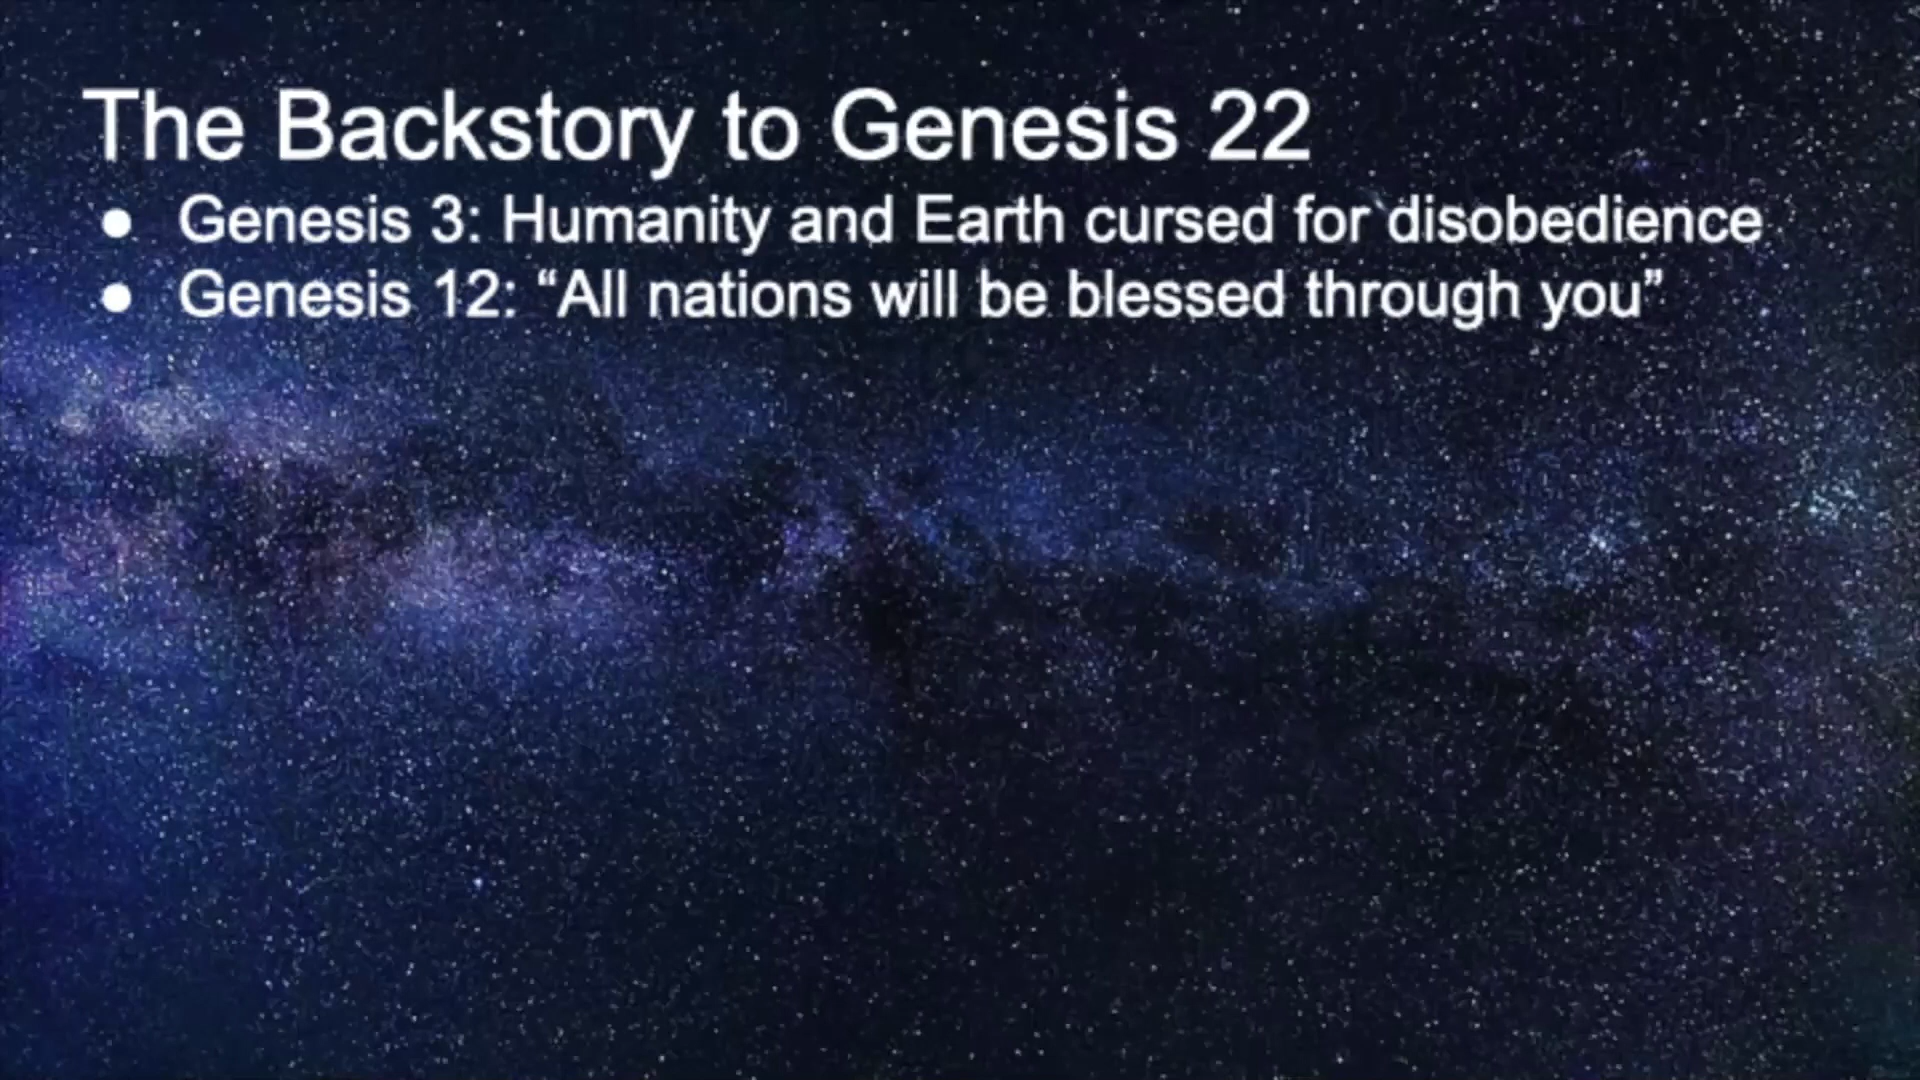 The Backstory to Genesis 22
● Genesis 3: Humanity and Earth cursed for disobedience
● Genesis 12: “All nations will be blessed through you”